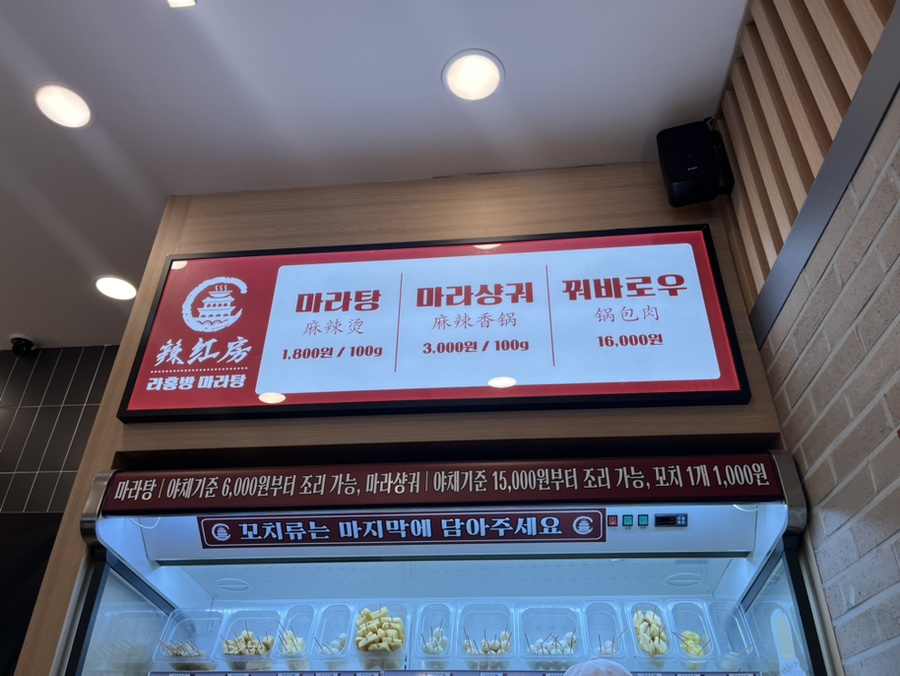 辣红房
라홍방 마라탕
마라탕
麻辣烫
1,800원 / 100g
마라샹궈
麻辣香锅
3,000원 / 100g
꿔바로우
锅包肉
16,000원
마라탕 | 야채기준 6,000원부터 조리 가능, 마라샹궈 | 야채기준 15,000원부터 조리 가능, 꼬치 1개 1,000원
꼬치류는 마지막에 담아주세요